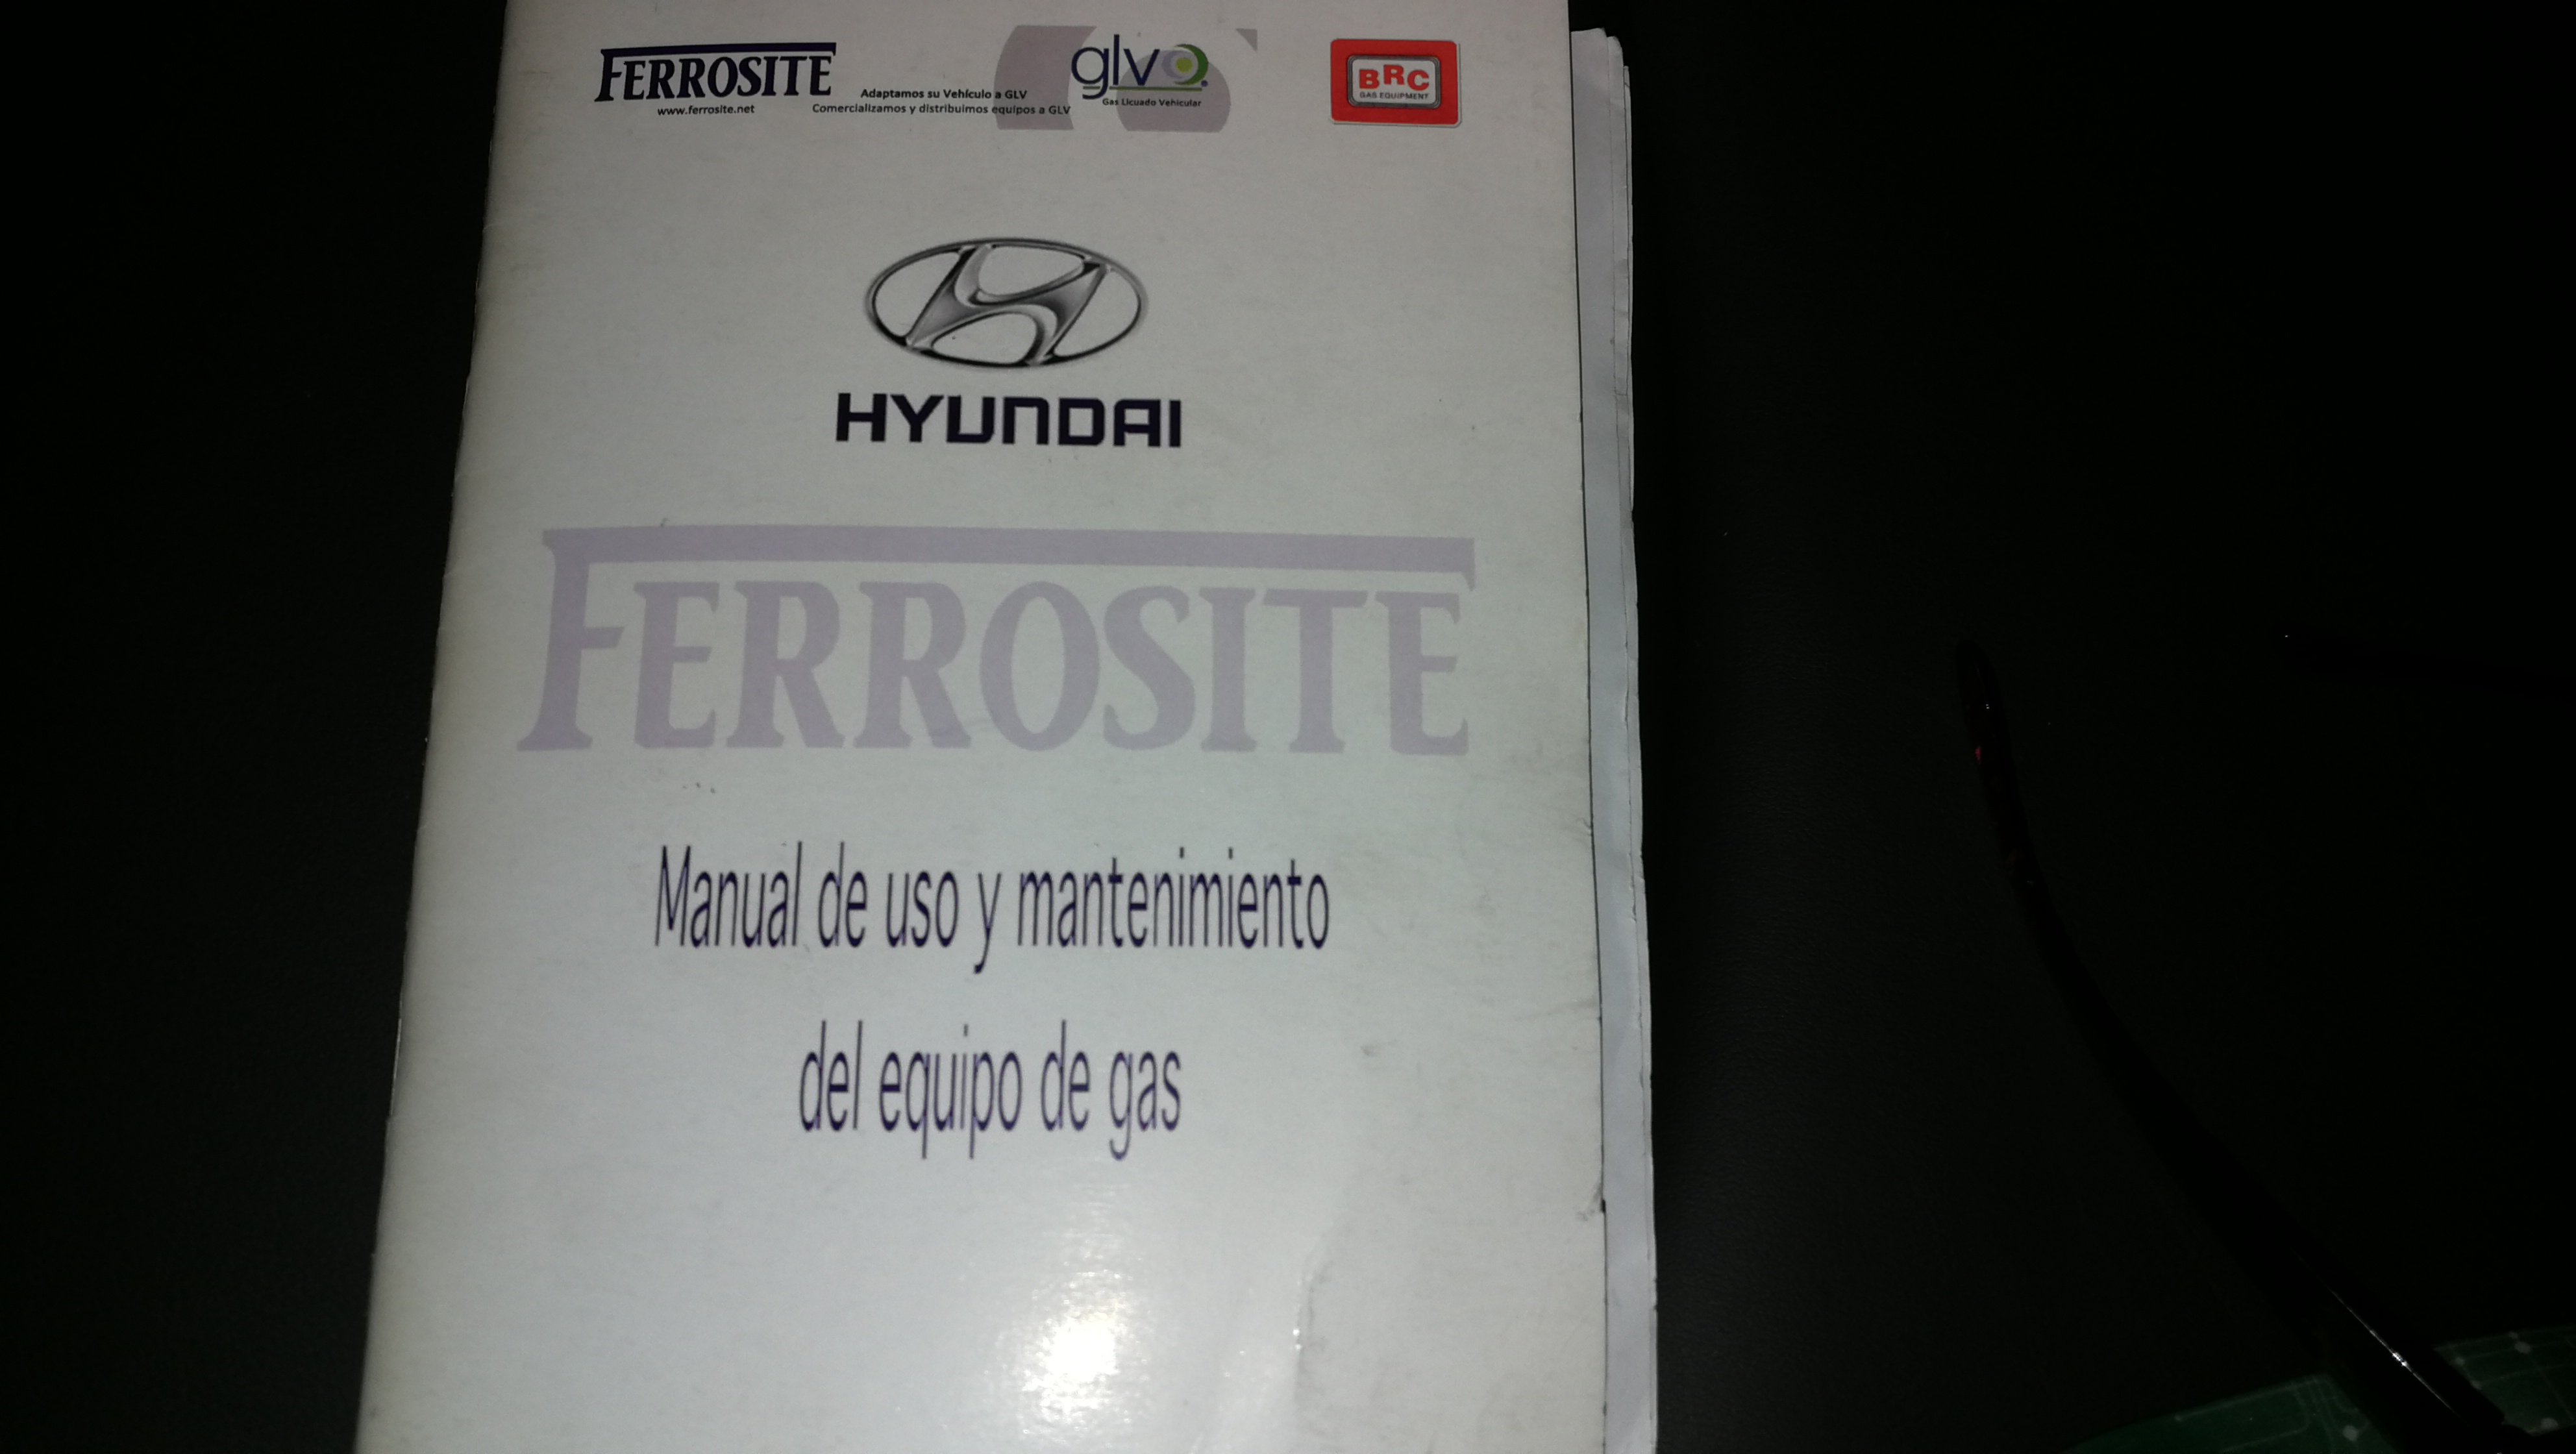 FERROSITE
www.ferrosite.net
Adaptamos su Vehículo a GLV
Comercializamos y distribuimos equipos a GLV
glv
Gas Licuado Vehicular
BRC
GAS EQUIPMENT
HYUNDAI
FERROSITE
Manual de uso y mantenimiento
del equipo de gas